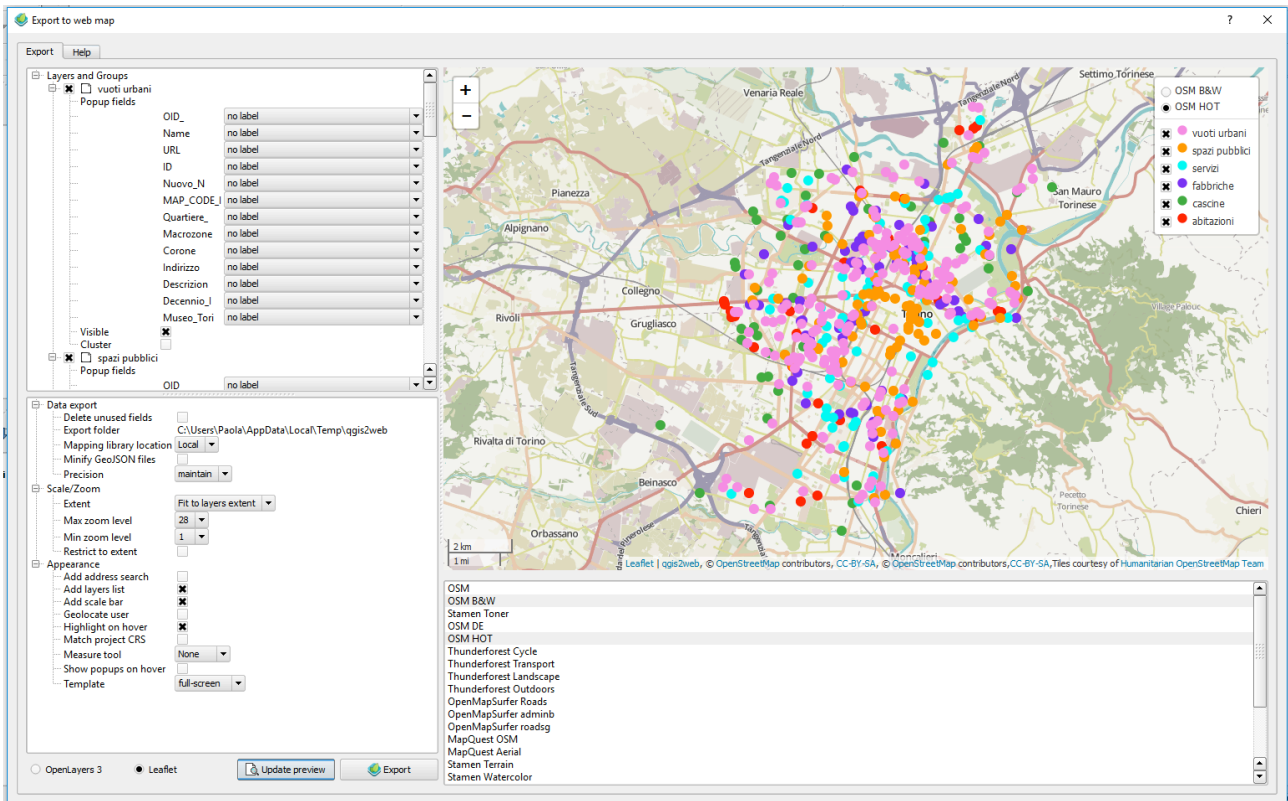 Export to web map
? X
Export Help
Layers and Groups
vuoti urbani
Popup fields
OID_ no label
Name no label
URL no label
ID no label
Nuovo_N no label
MAP_CODE_I no label
Quartiere_ no label
Macrozone no label
Corone no label
Indirizzo no label
Descrizion no label
Decennio_I no label
Museo_Tori no label
Visible
Cluster
spazi pubblici
Popup fields
OID no label
Data export
Delete unused fields
Export folder C:\Users\Paola\AppData\Local\Temp\qgis2web
Mapping library location Local
Minify GeoJSON files
Precision maintain
Scale/Zoom
Extent Fit to layers extent
Max zoom level 28
Min zoom level 1
Restrict to extent
Appearance
Add address search
Add layers list
Add scale bar
Geolocate user
Highlight on hover
Match project CRS
Measure tool None
Show popups on hover
Template full-screen
OpenLayers 3 Leaflet Update preview Export
+
−
Settimo Torinese
Venaria Reale
Tangenziale Nord
Tangenziale Nord
Pianezza
San Mauro
Torinese
Alpignano
Collegno
Rivoli
Grugliasco
Village Palouc
Tangenziale Sud
Rivalta di Torino
Beinasco
Pecetto
Torinese
Chieri
Orbassano
Moncalieri
OSM B&W
OSM HOT
vuoti urbani
spazi pubblici
servizi
fabbriche
cascine
abitazioni
2 km
1 mi
Leaflet | qgis2web, © OpenStreetMap contributors, CC-BY-SA, © OpenStreetMap contributors,CC-BY-SA,Tiles courtesy of Humanitarian OpenStreetMap Team
OSM
OSM B&W
Stamen Toner
OSM DE
OSM HOT
Thunderforest Cycle
Thunderforest Transport
Thunderforest Landscape
Thunderforest Outdoors
OpenMapSurfer Roads
OpenMapSurfer adminb
OpenMapSurfer roadsg
MapQuest OSM
MapQuest Aerial
Stamen Terrain
Stamen Watercolor